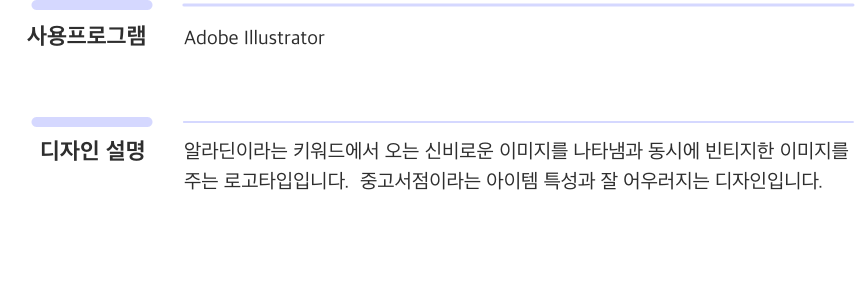 사용프로그램
Adobe Illustrator
디자인 설명
알라딘이라는 키워드에서 오는 신비로운 이미지를 나타냄과 동시에 빈티지한 이미지를
주는 로고타입입니다. 중고서점이라는 아이템 특성과 잘 어우러지는 디자인입니다.